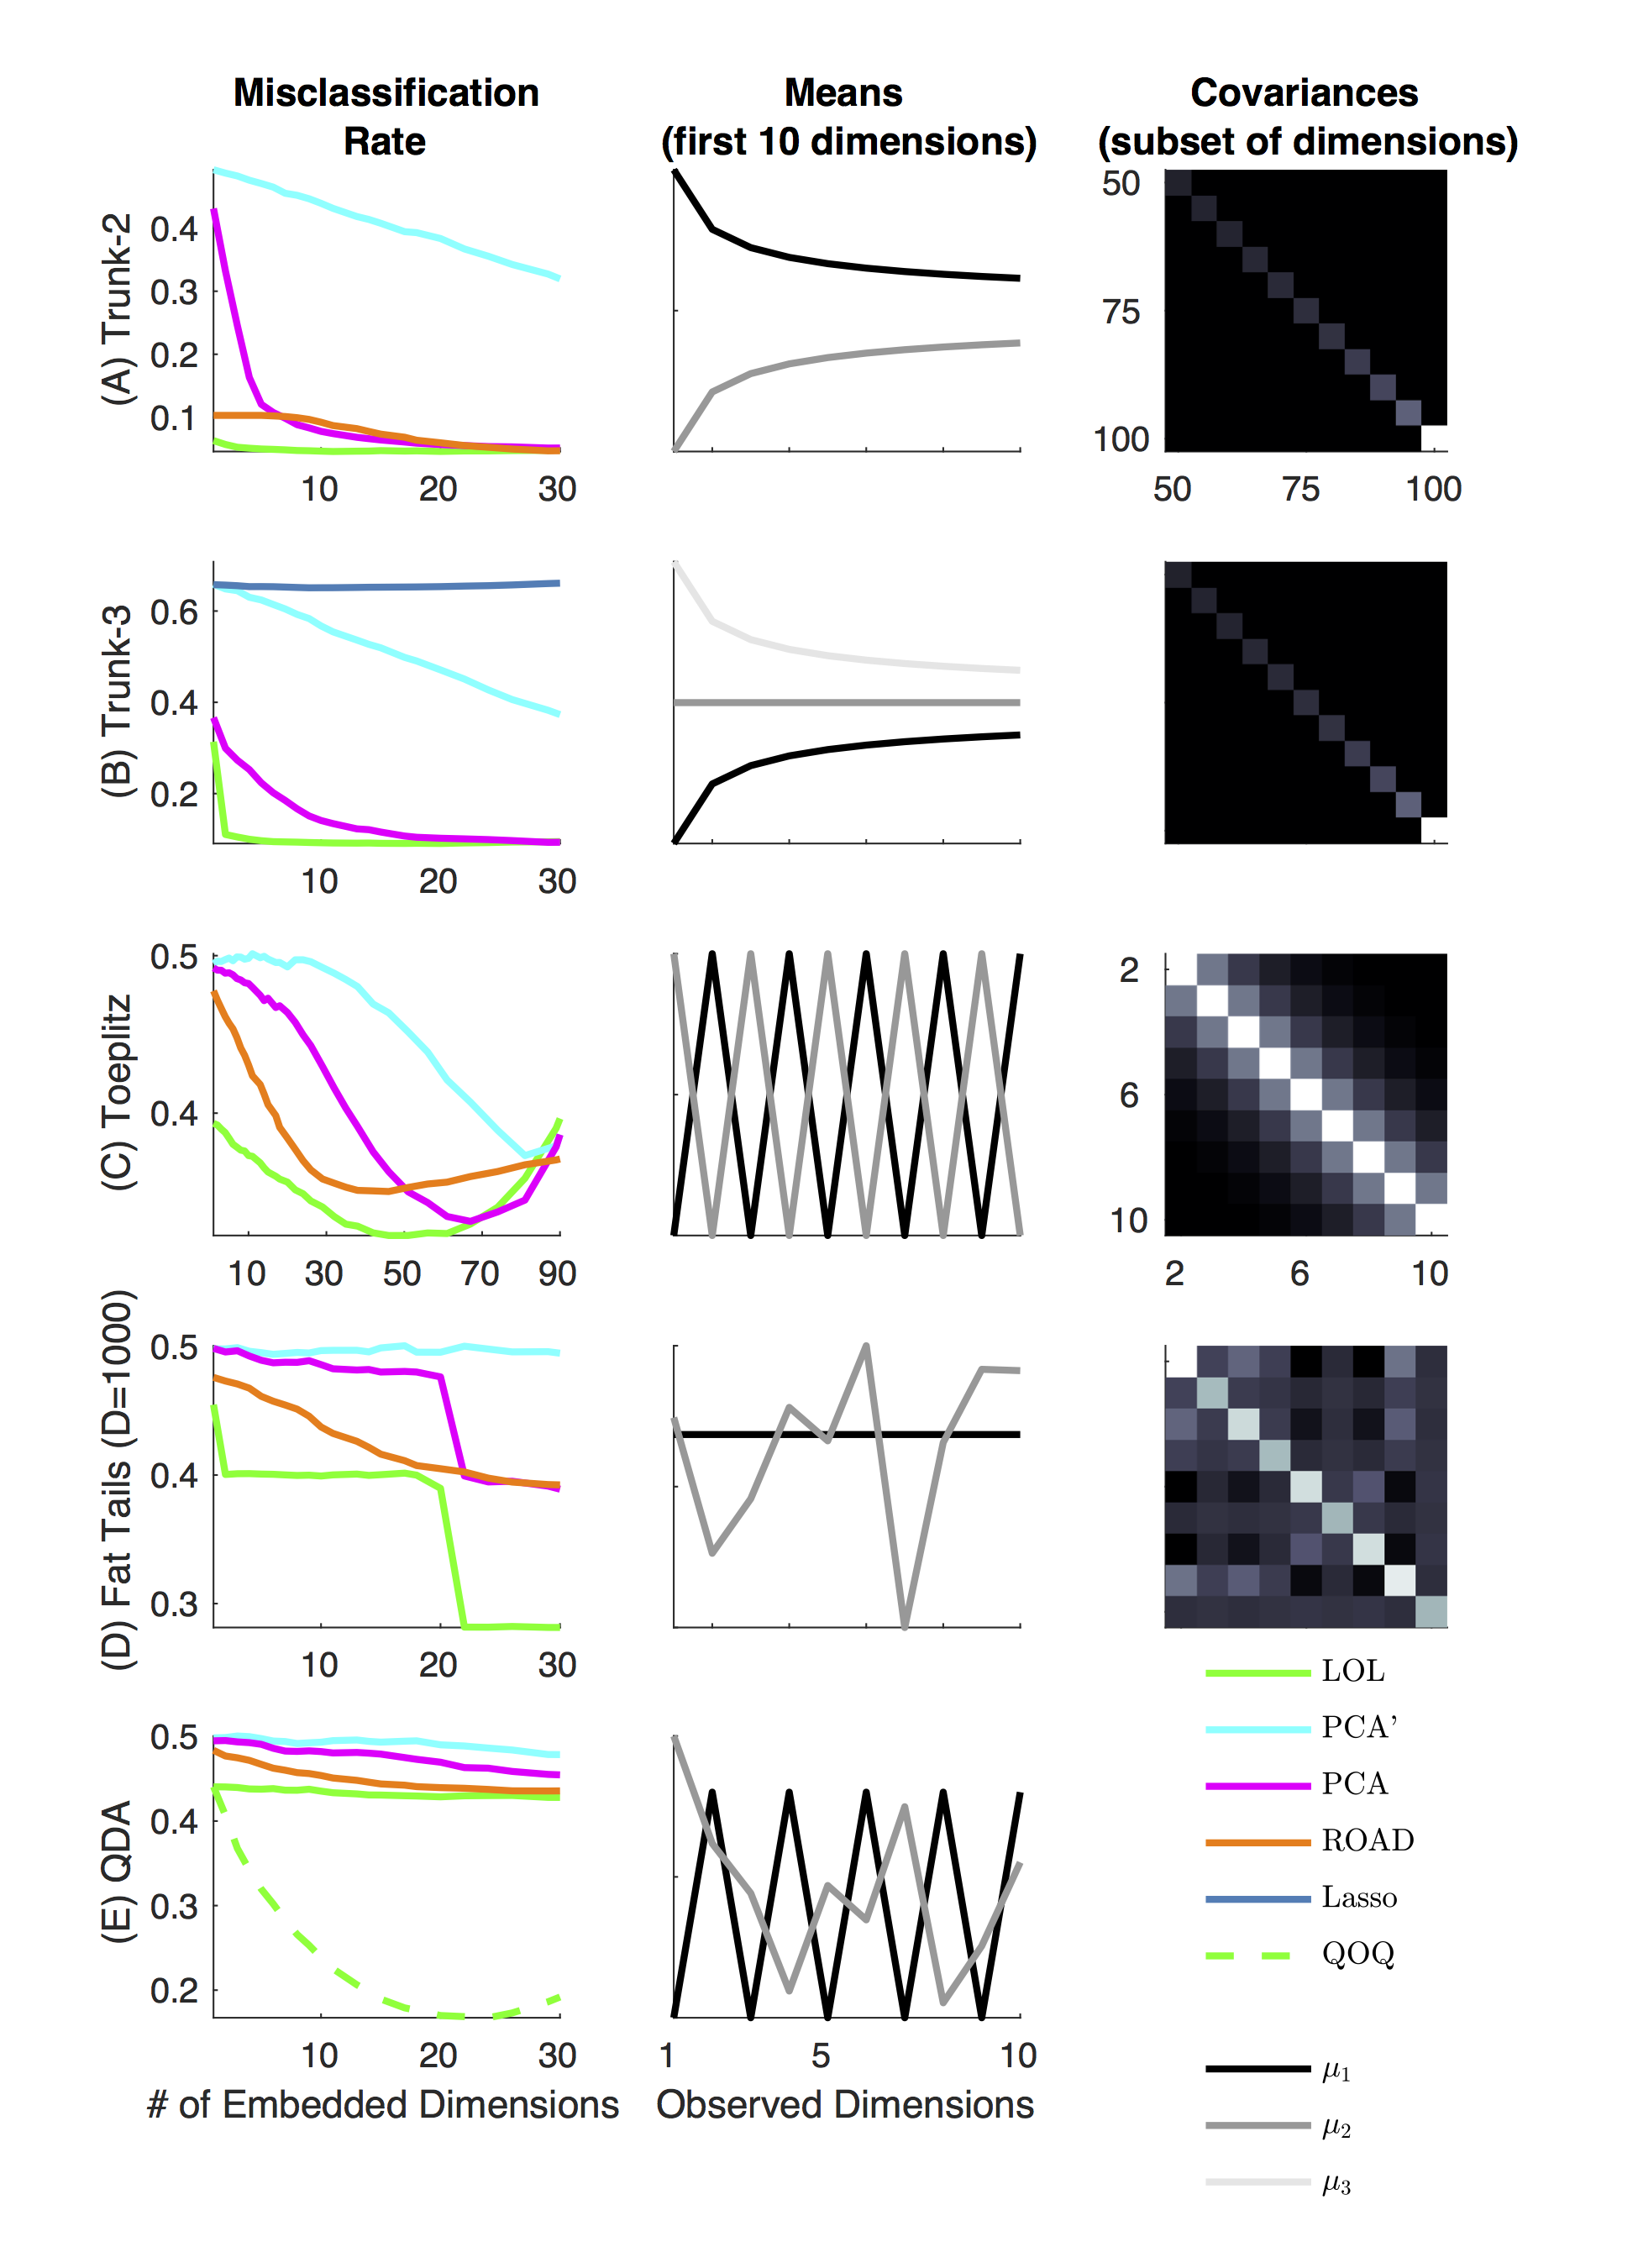 Misclassification
Rate
Means
(first 10 dimensions)
Covariances
(subset of dimensions)
(A) Trunk-2
0.4
0.3
0.2
0.1
10 20 30
50
75
100
50 75 100
(B) Trunk-3
0.6
0.4
0.2
10 20 30
(C) Toeplitz
0.5
0.4
10 30 50 70 90
2
6
10
2 6 10
(D) Fat Tails (D=1000)
0.5
0.4
0.3
10 20 30
LOL
PCA'
PCA
ROAD
Lasso
QOQ
(E) QDA
0.5
0.4
0.3
0.2
10 20 30
# of Embedded Dimensions
1 5 10
Observed Dimensions
μ1
μ2
μ3